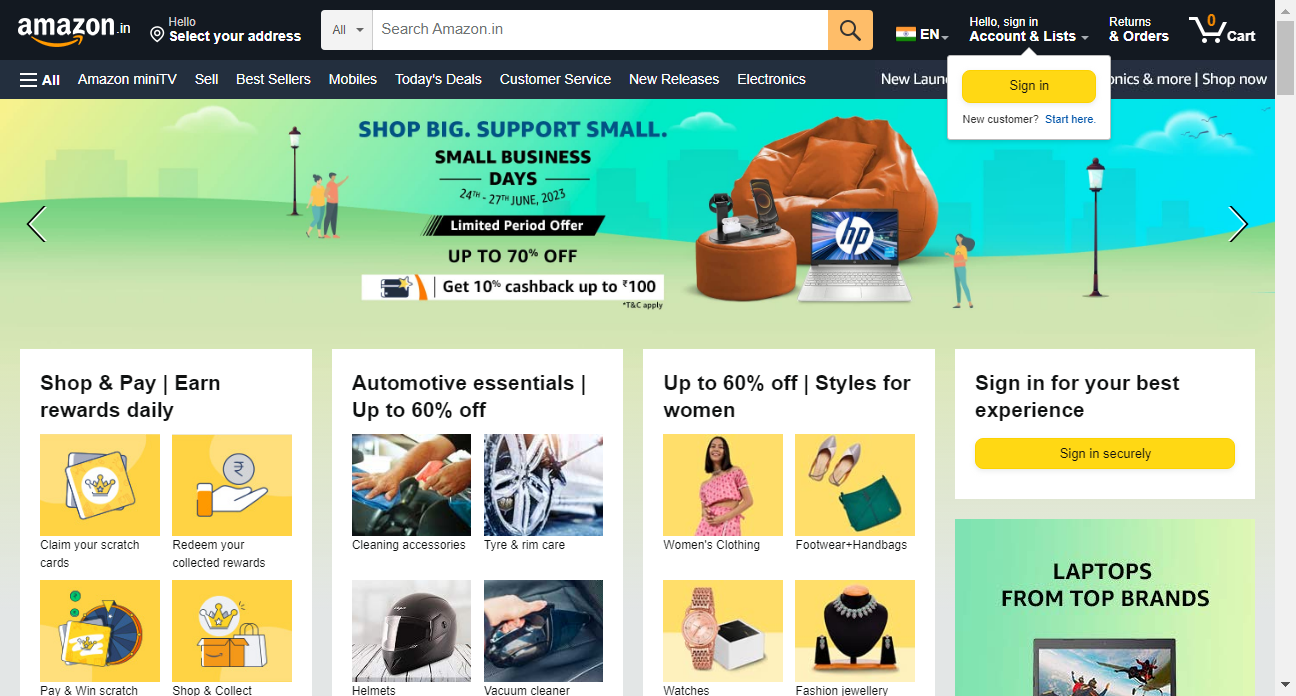 amazon.in
Hello
Select your address
All
Search Amazon.in
EN
Hello, sign in
Account & Lists
Returns
& Orders
0
Cart
All
Amazon miniTV
Sell
Best Sellers
Mobiles
Today's Deals
Customer Service
New Releases
Electronics
New Laun
onics & more | Shop now
Sign in
New customer? Start here.
SHOP BIG. SUPPORT SMALL.
SMALL BUSINESS
DAYS
24TH - 27TH JUNE, 2023
Limited Period Offer
UP TO 70% OFF
Get 10% cashback up to ₹100
*T&C apply
hp
Shop & Pay | Earn
rewards daily
Claim your scratch
cards
Redeem your
collected rewards
Pay & Win scratch
Shop & Collect
Automotive essentials |
Up to 60% off
Cleaning accessories
Tyre & rim care
Helmets
Vacuum cleaner
Up to 60% off | Styles for
women
Women's Clothing
Footwear+Handbags
Watches
Fashion jewellery
Sign in for your best
experience
Sign in securely
LAPTOPS
FROM TOP BRANDS